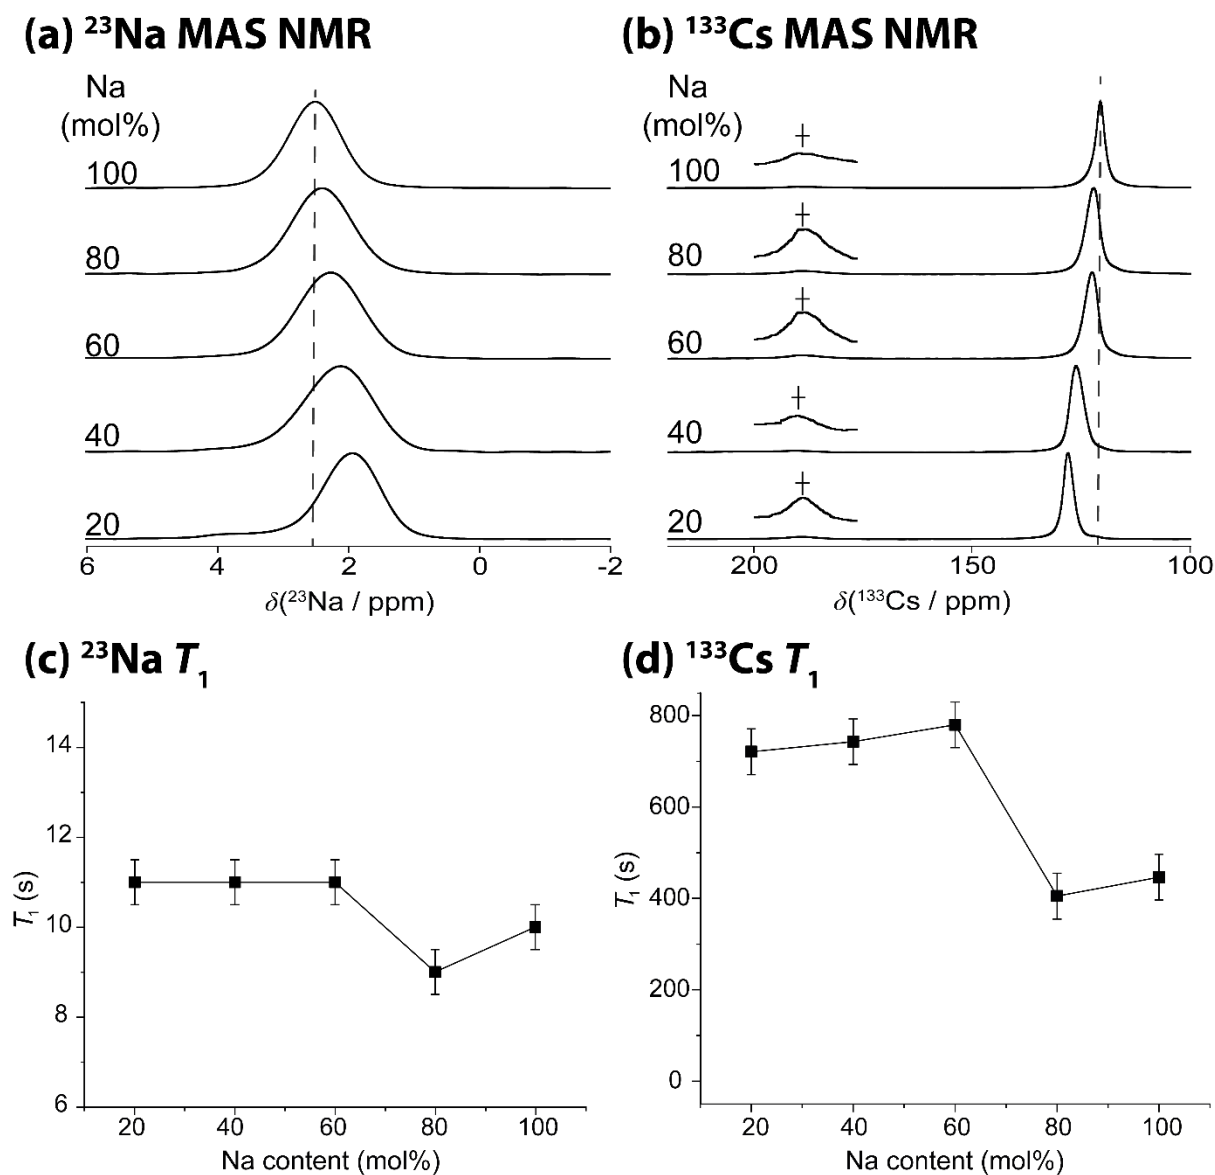 (a) ²³Na MAS NMR
Na
(mol%)
100
80
60
40
20
6 4 2 0 -2
δ(²³Na / ppm)
(b) ¹³³Cs MAS NMR
Na
(mol%)
‡
100
‡
80
‡
60
‡
40
‡
20
200 150 100
δ(¹³³Cs / ppm)
(c) ²³Na T₁
14
12
10
8
6
T₁ (s)
20 40 60 80 100
Na content (mol%)
(d) ¹³³Cs T₁
800
600
400
200
0
T₁ (s)
20 40 60 80 100
Na content (mol%)